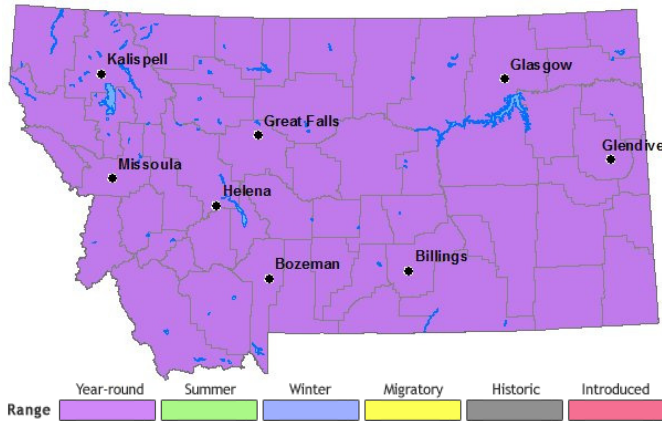 Kalispell
Glasgow
Great Falls
Glendive
Missoula
Helena
Bozeman
Billings
Range
Year-round
Summer
Winter
Migratory
Historic
Introduced